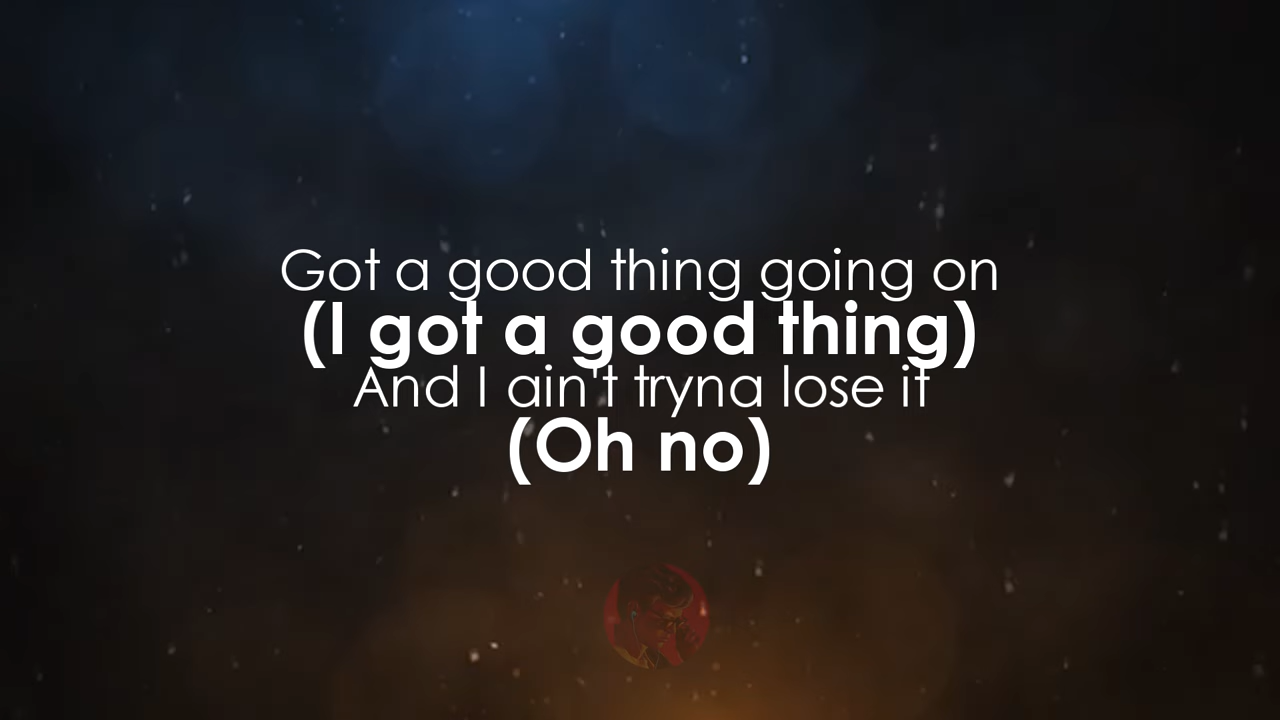 Got a good thing going on
(I got a good thing)
And I ain't tryna lose it
(Oh no)